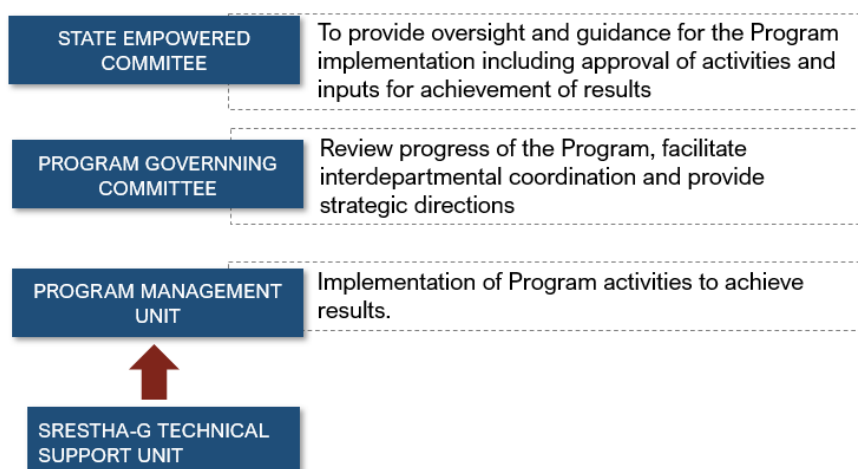 STATE EMPOWERED
COMMITEE
To provide oversight and guidance for the Program
implementation including approval of activities and
inputs for achievement of results
PROGRAM GOVERNNING
COMMITTEE
Review progress of the Program, facilitate
interdepartmental coordination and provide
strategic directions
PROGRAM MANAGEMENT
UNIT
Implementation of Program activities to achieve
results.
SRESTHA-G TECHNICAL
SUPPORT UNIT